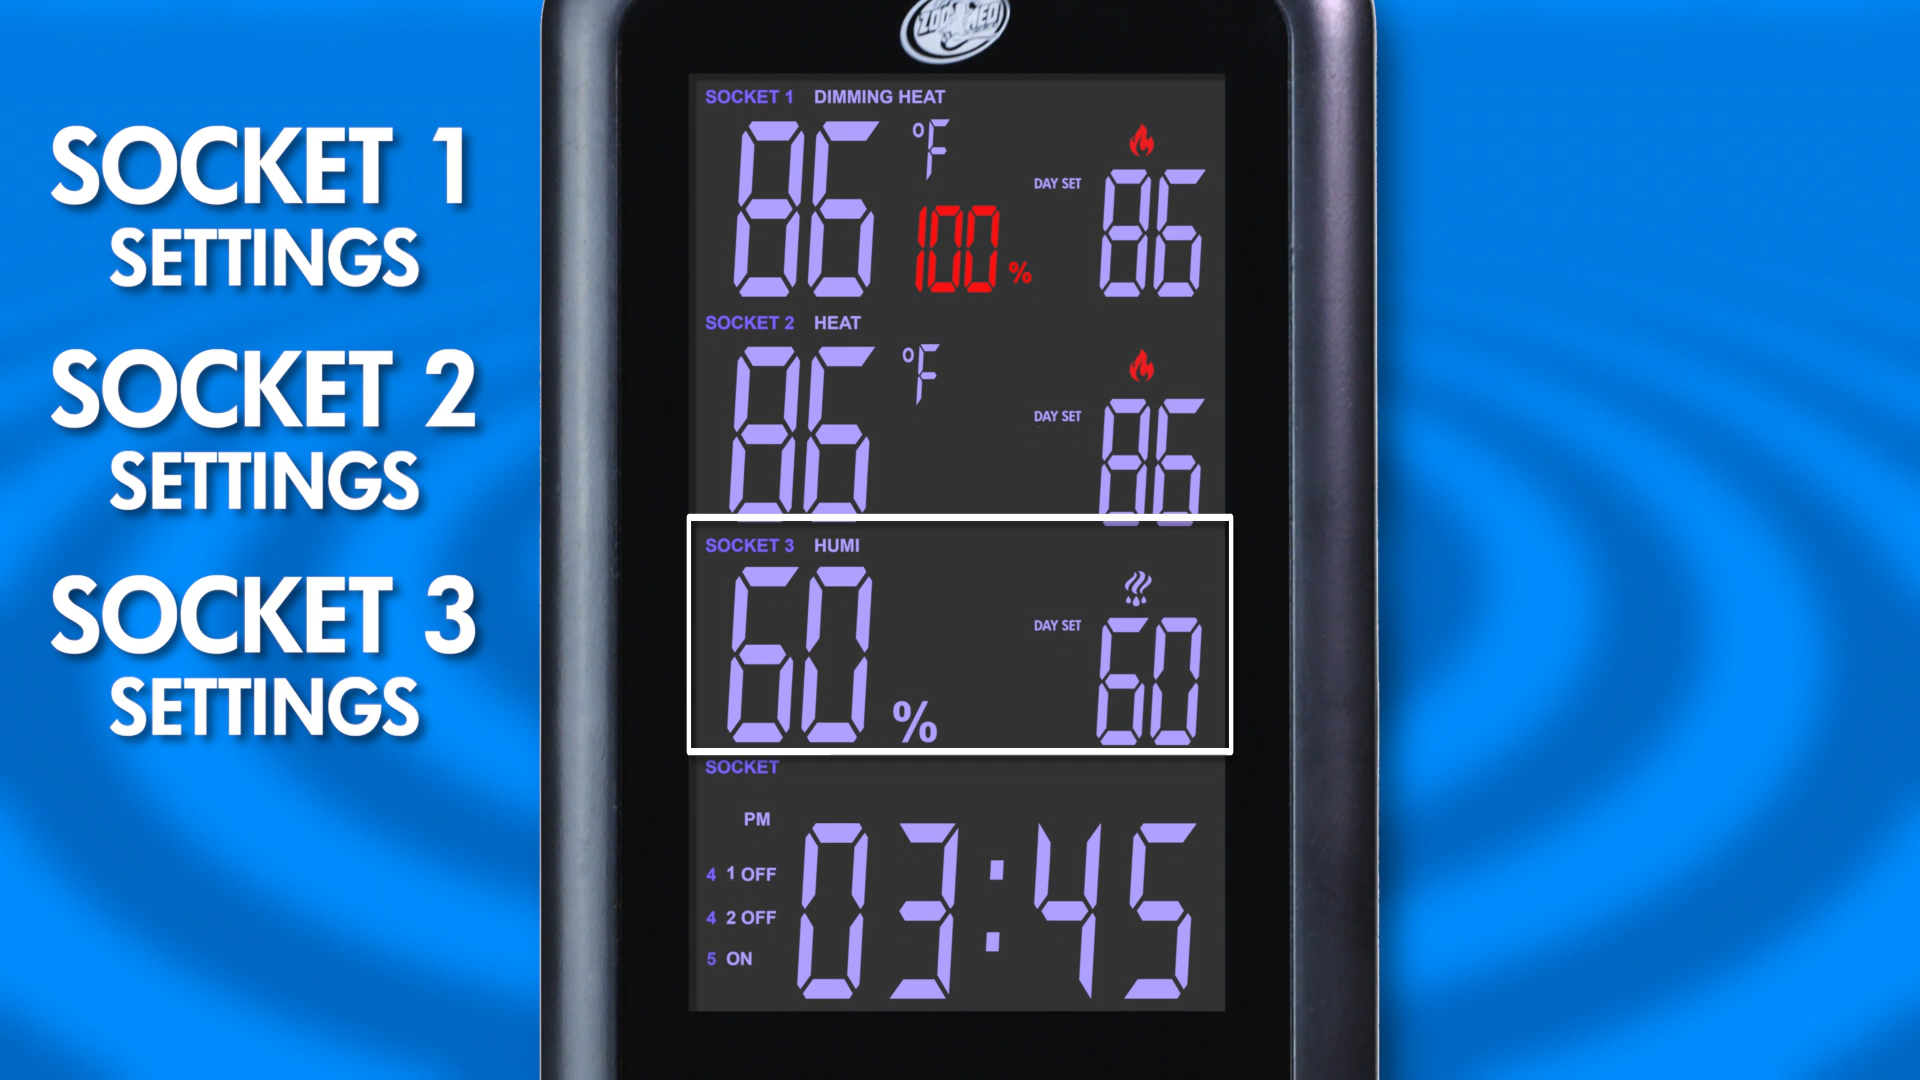 ZOO MED
SOCKET 1
SETTINGS
SOCKET 2
SETTINGS
SOCKET 3
SETTINGS
SOCKET 1 DIMMING HEAT
86 °F
100 %
DAY SET 86
SOCKET 2 HEAT
86 °F
DAY SET 86
SOCKET 3 HUMI
60 %
DAY SET 60
SOCKET
PM
03:45
4 1 OFF
4 2 OFF
5 ON